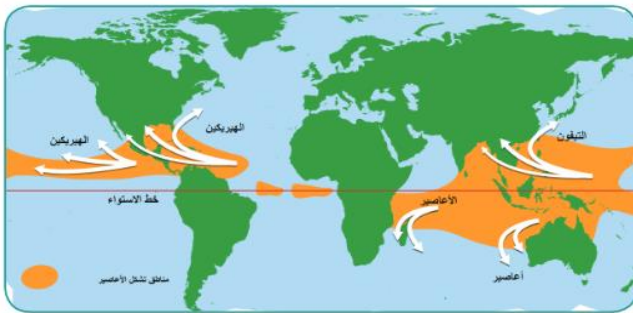 الهيريكين
الهيريكين
التيفون
خط الاستواء
الأعاصير
أعاصير
مناطق تشكل الأعاصير